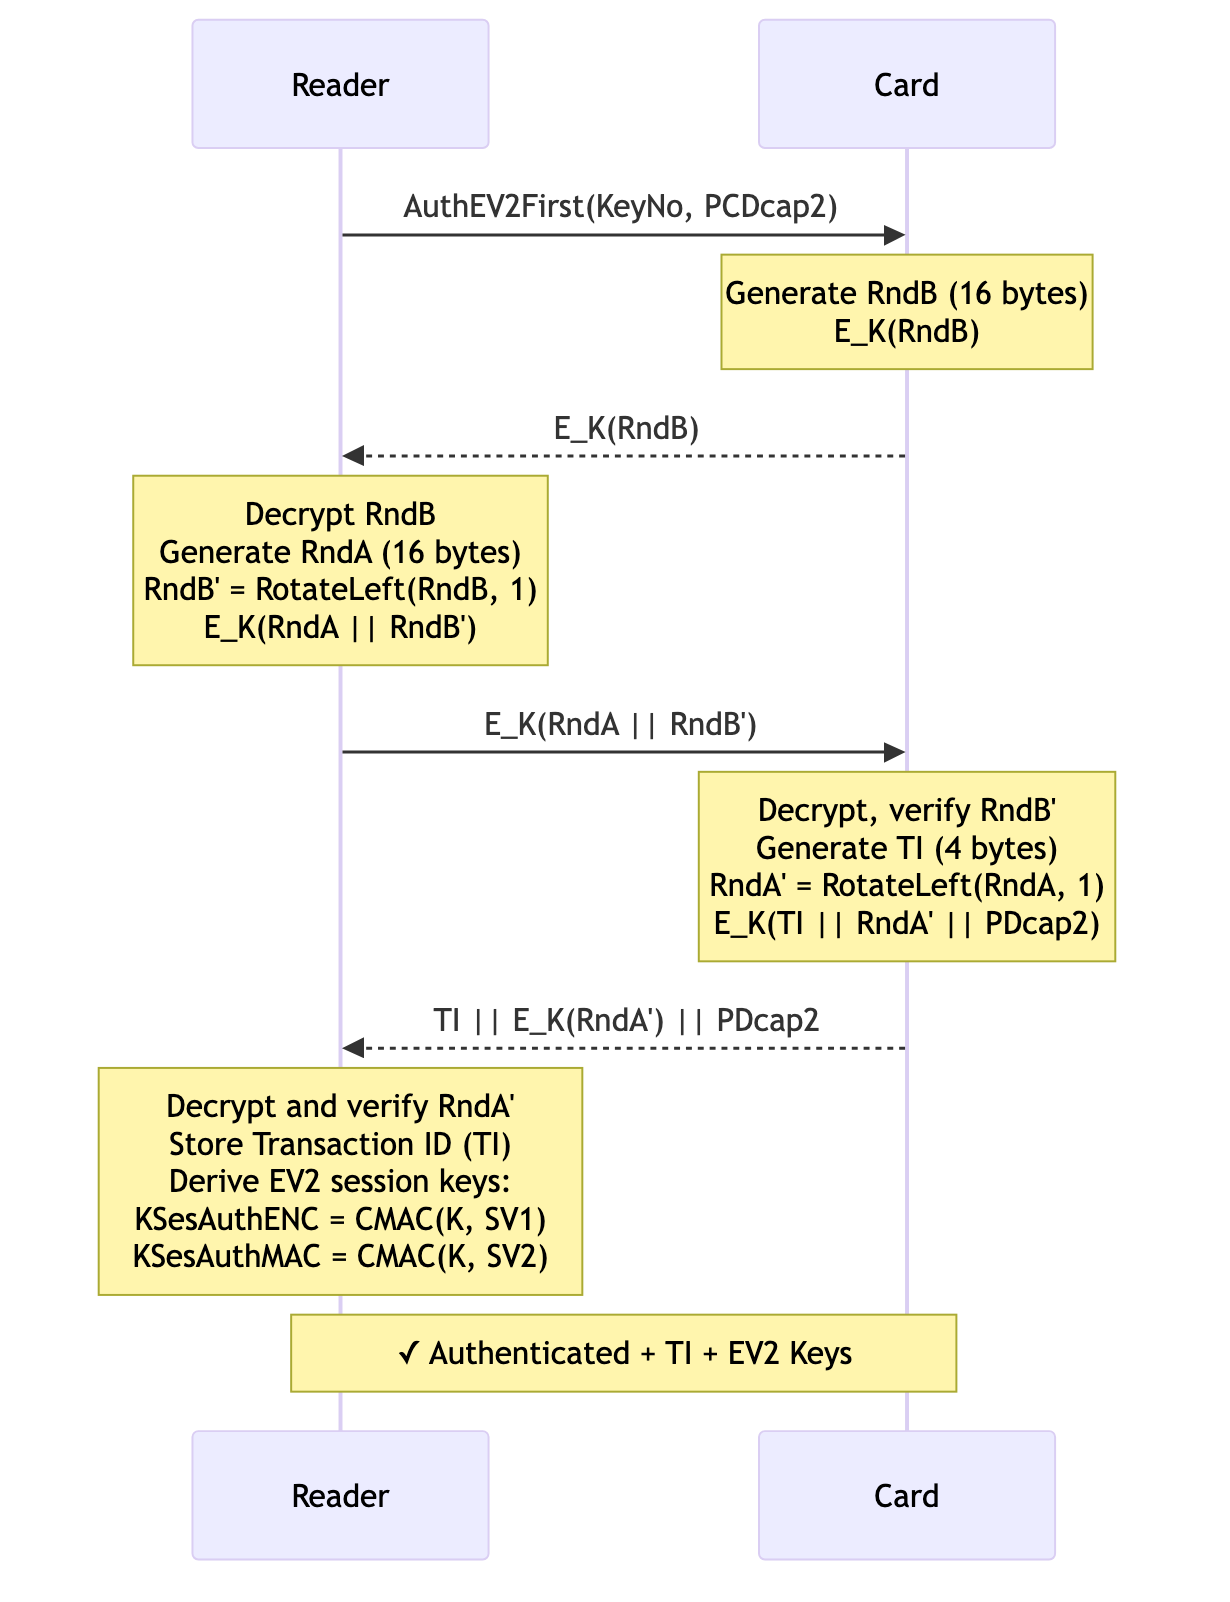 Reader
Card
AuthEV2First(KeyNo, PCDcap2)
Generate RndB (16 bytes)
E_K(RndB)
E_K(RndB)
Decrypt RndB
Generate RndA (16 bytes)
RndB' = RotateLeft(RndB, 1)
E_K(RndA || RndB')
E_K(RndA || RndB')
Decrypt, verify RndB'
Generate TI (4 bytes)
RndA' = RotateLeft(RndA, 1)
E_K(TI || RndA' || PDcap2)
TI || E_K(RndA') || PDcap2
Decrypt and verify RndA'
Store Transaction ID (TI)
Derive EV2 session keys:
KSesAuthENC = CMAC(K, SV1)
KSesAuthMAC = CMAC(K, SV2)
✓ Authenticated + TI + EV2 Keys
Reader
Card